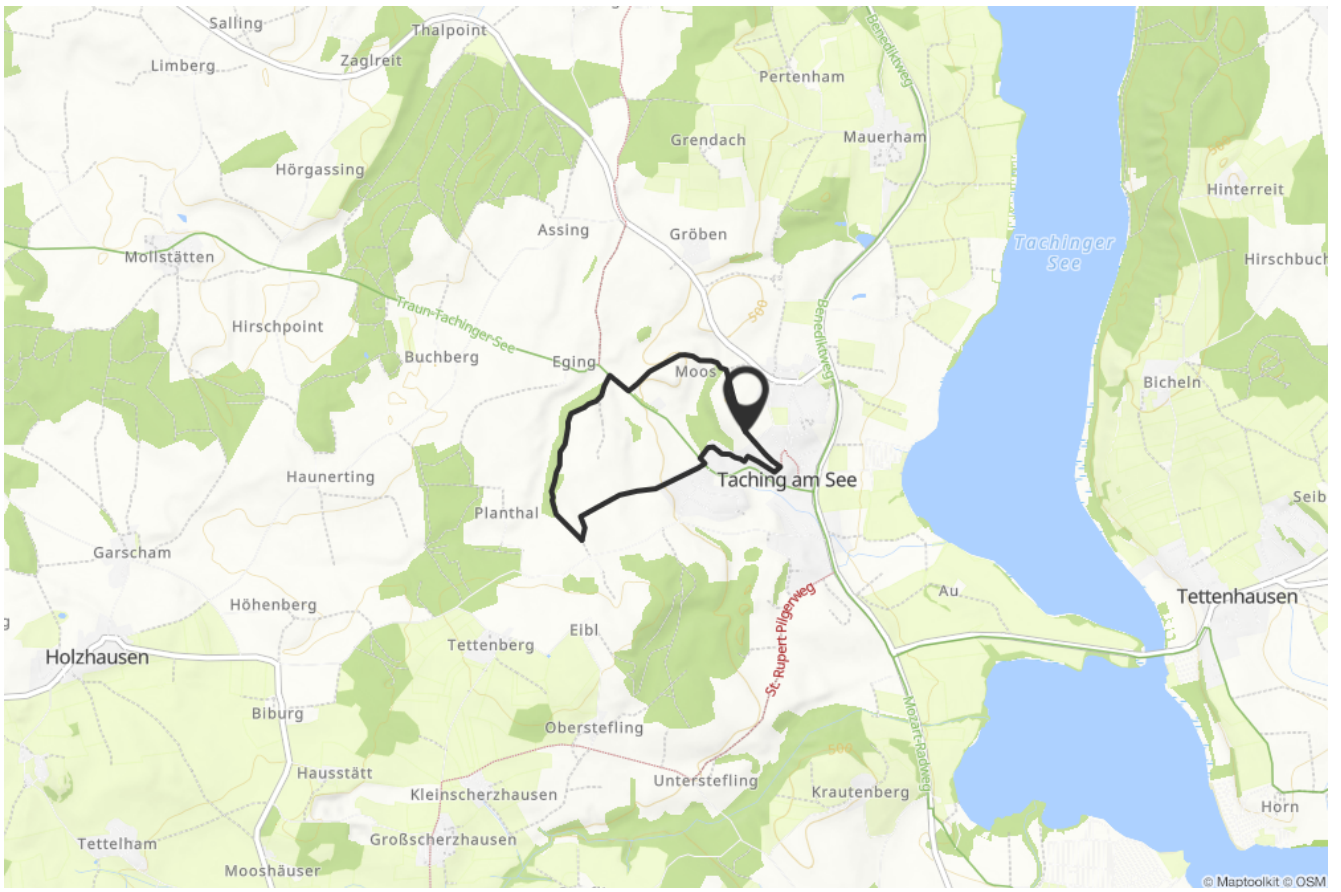 Salling
Thalpoint
Zaglreit
Limberg
Benediktweg
Pertenham
Grendach
Mauerham
Hörgassing
Hinterreit
Assing
Gröben
Tachinger
See
Mollstätten
Hirschbuch
500
Traun-Tachinger-See
Benediktweg
Hirschpoint
Buchberg
Eging
Moos
Bicheln
Haunerting
Taching am See
Seib
Planthal
Garscham
Au
Tettenhausen
Höhenberg
Eibl
St.-Rupert Pilgerweg
Tettenberg
Holzhausen
Biburg
Mozart-Radweg
Oberstefling
500
Hausstätt
Unterstefling
Kleinscherzhausen
Krautenberg
Horn
Großscherzhausen
Tettelham
Mooshäuser
© Maptoolkit © OSM